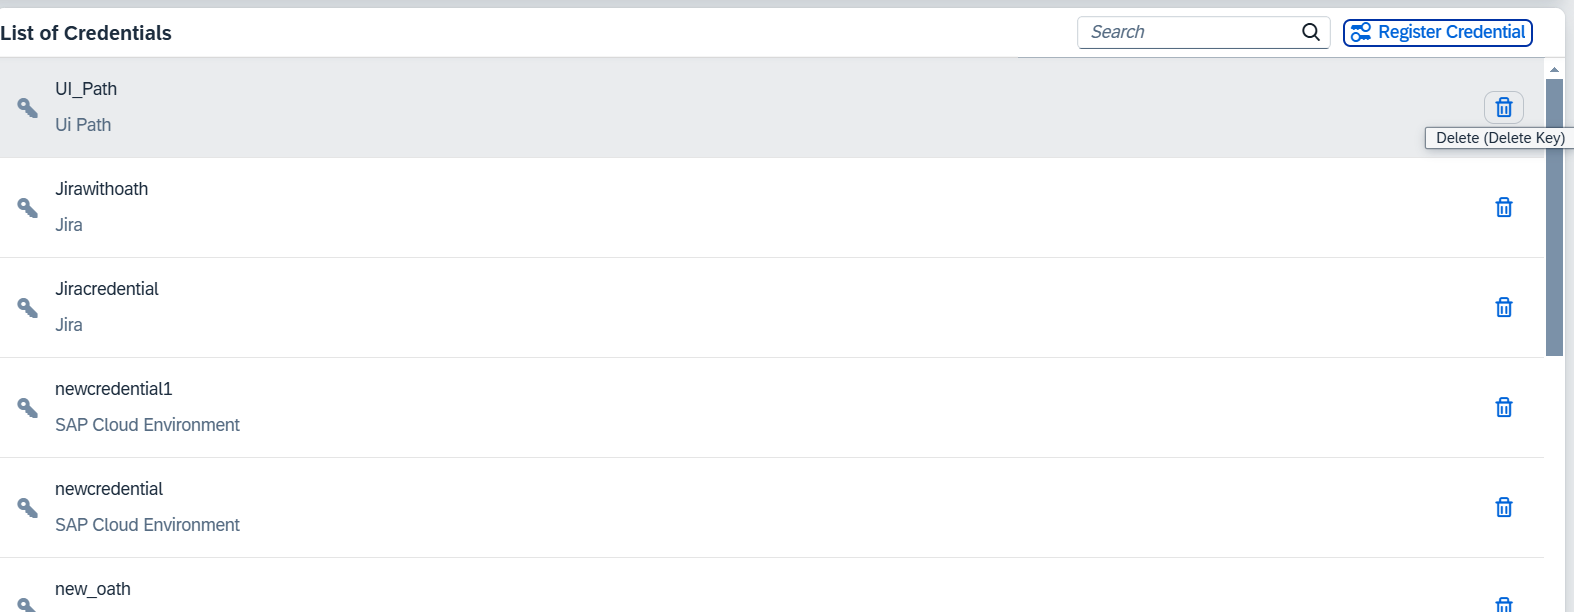 List of Credentials
Search
Register Credential
UI_Path
Ui Path
Delete (Delete Key)
Jirawithoath
Jira
Jiracredential
Jira
newcredential1
SAP Cloud Environment
newcredential
SAP Cloud Environment
new_oath